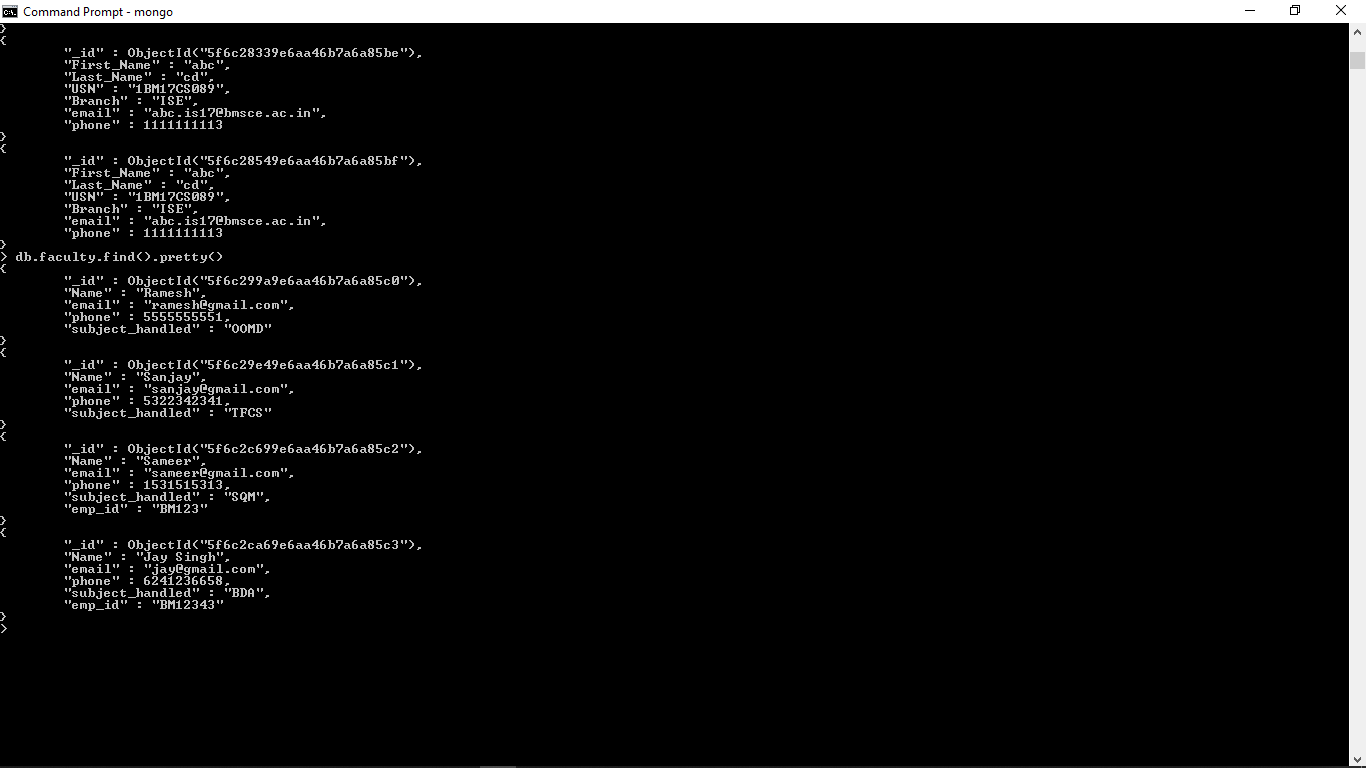 Command Prompt - mongo
}
{
"_id" : ObjectId("5f6c28339e6aa46b7a6a85be"),
"First_Name" : "abc",
"Last_Name" : "cd",
"USN" : "1BM17CS089",
"Branch" : "ISE",
"email" : "abc.is17@bmsce.ac.in",
"phone" : 1111111113
}
{
"_id" : ObjectId("5f6c28549e6aa46b7a6a85bf"),
"First_Name" : "abc",
"Last_Name" : "cd",
"USN" : "1BM17CS089",
"Branch" : "ISE",
"email" : "abc.is17@bmsce.ac.in",
"phone" : 1111111113
}
> db.faculty.find().pretty()
{
"_id" : ObjectId("5f6c299a9e6aa46b7a6a85c0"),
"Name" : "Ramesh",
"email" : "ramesh@gmail.com",
"phone" : 5555555551,
"subject_handled" : "OOMD"
}
{
"_id" : ObjectId("5f6c29e49e6aa46b7a6a85c1"),
"Name" : "Sanjay",
"email" : "sanjay@gmail.com",
"phone" : 5322342341,
"subject_handled" : "TFCS"
}
{
"_id" : ObjectId("5f6c2c699e6aa46b7a6a85c2"),
"Name" : "Sameer",
"email" : "sameer@gmail.com",
"phone" : 1531515313,
"subject_handled" : "SQM",
"emp_id" : "BM123"
}
{
"_id" : ObjectId("5f6c2ca69e6aa46b7a6a85c3"),
"Name" : "Jay Singh",
"email" : "jay@gmail.com",
"phone" : 6241236658,
"subject_handled" : "BDA",
"emp_id" : "BM12343"
}
>